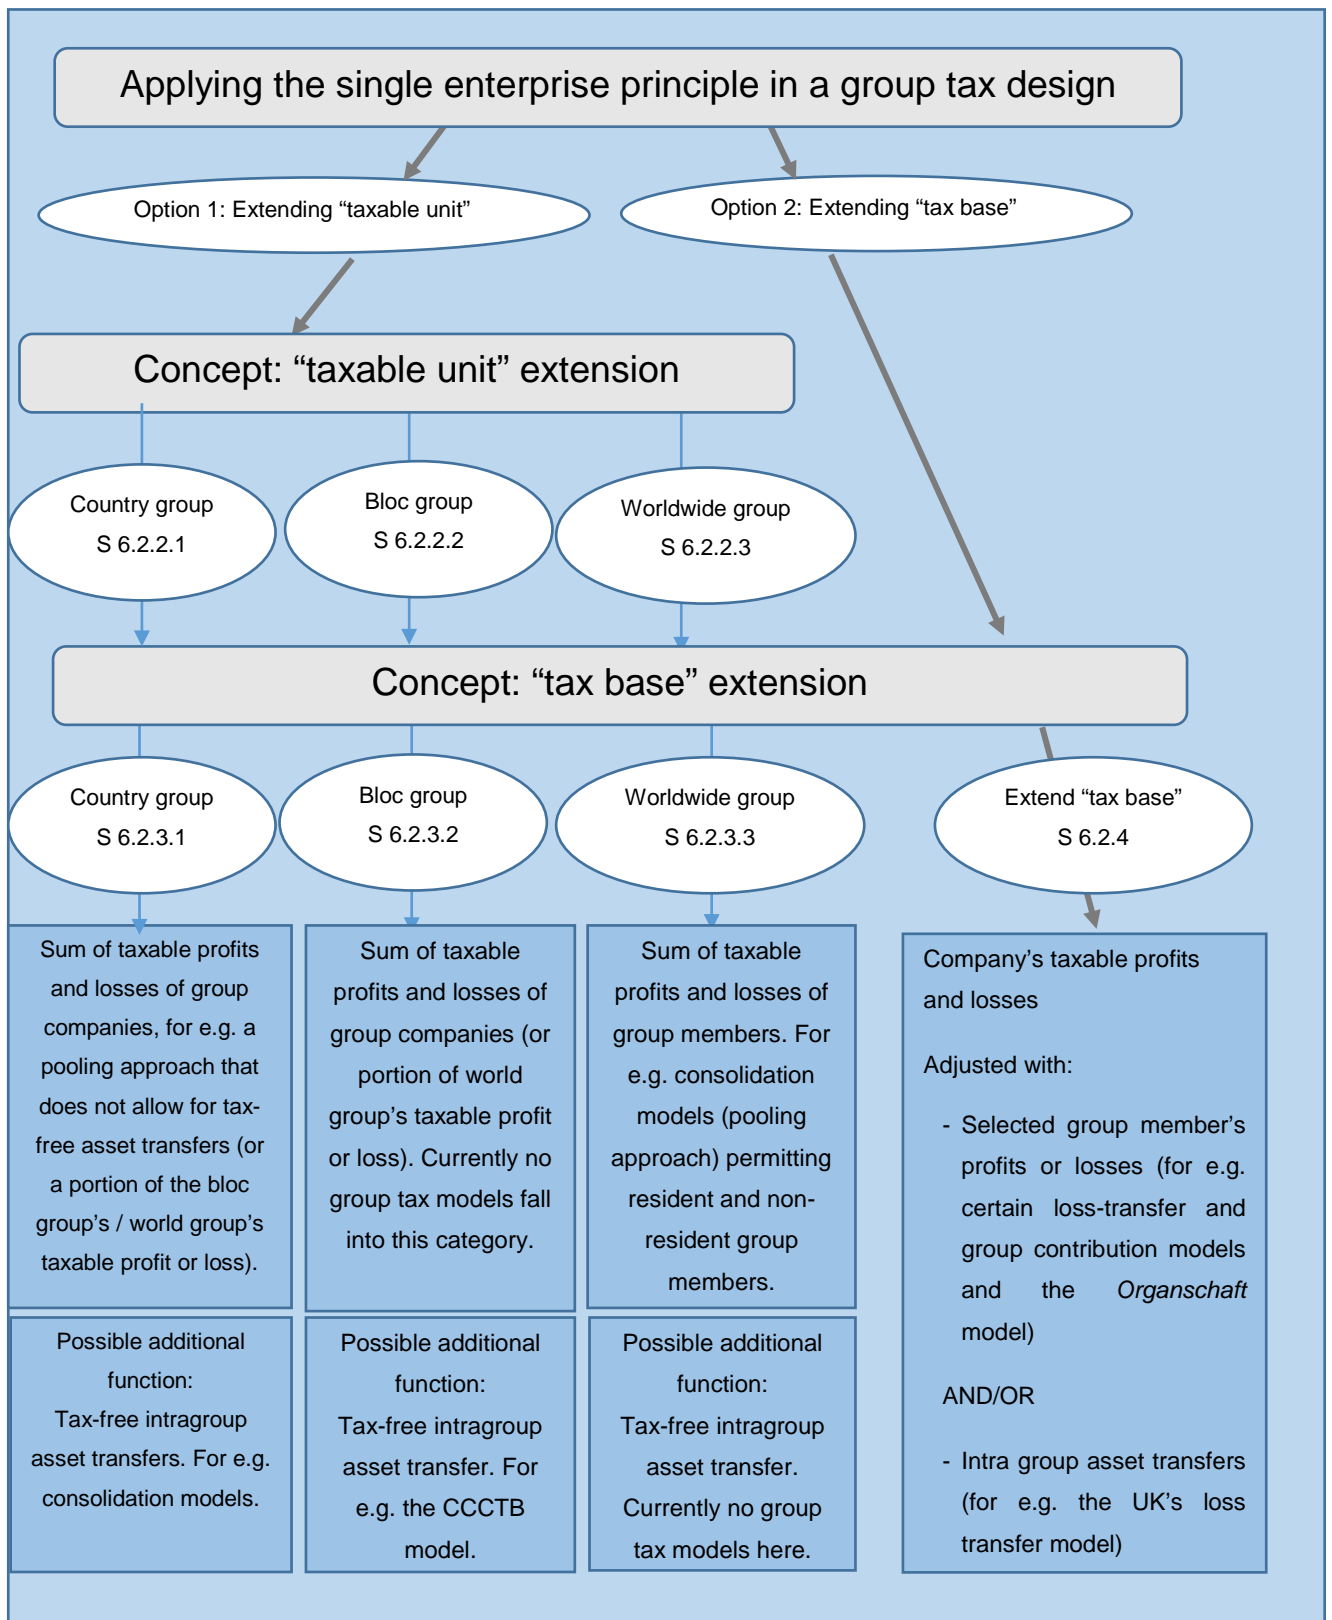 Applying the single enterprise principle in a group tax design
Option 1: Extending “taxable unit”
Option 2: Extending “tax base”
Concept: “taxable unit” extension
Country group
S 6.2.2.1
Bloc group
S 6.2.2.2
Worldwide group
S 6.2.2.3
Concept: “tax base” extension
Country group
S 6.2.3.1
Bloc group
S 6.2.3.2
Worldwide group
S 6.2.3.3
Extend “tax base”
S 6.2.4
Sum of taxable profits
and losses of group
companies, for e.g. a
pooling approach that
does not allow for tax-
free asset transfers (or
a portion of the bloc
group’s / world group’s
taxable profit or loss).
Sum of taxable
profits and losses of
group companies (or
portion of world
group’s taxable profit
or loss). Currently no
group tax models fall
into this category.
Sum of taxable
profits and losses of
group members. For
e.g. consolidation
models (pooling
approach) permitting
resident and non-
resident group
members.
Company’s taxable profits
and losses
Adjusted with:
- Selected group member’s
profits or losses (for e.g.
certain loss-transfer and
group contribution models
and the Organschaft
model)
AND/OR
- Intra group asset transfers
(for e.g. the UK’s loss
transfer model)
Possible additional
function:
Tax-free intragroup
asset transfers. For e.g.
consolidation models.
Possible additional
function:
Tax-free intragroup
asset transfer. For
e.g. the CCCTB
model.
Possible additional
function:
Tax-free intragroup
asset transfer.
Currently no group
tax models here.